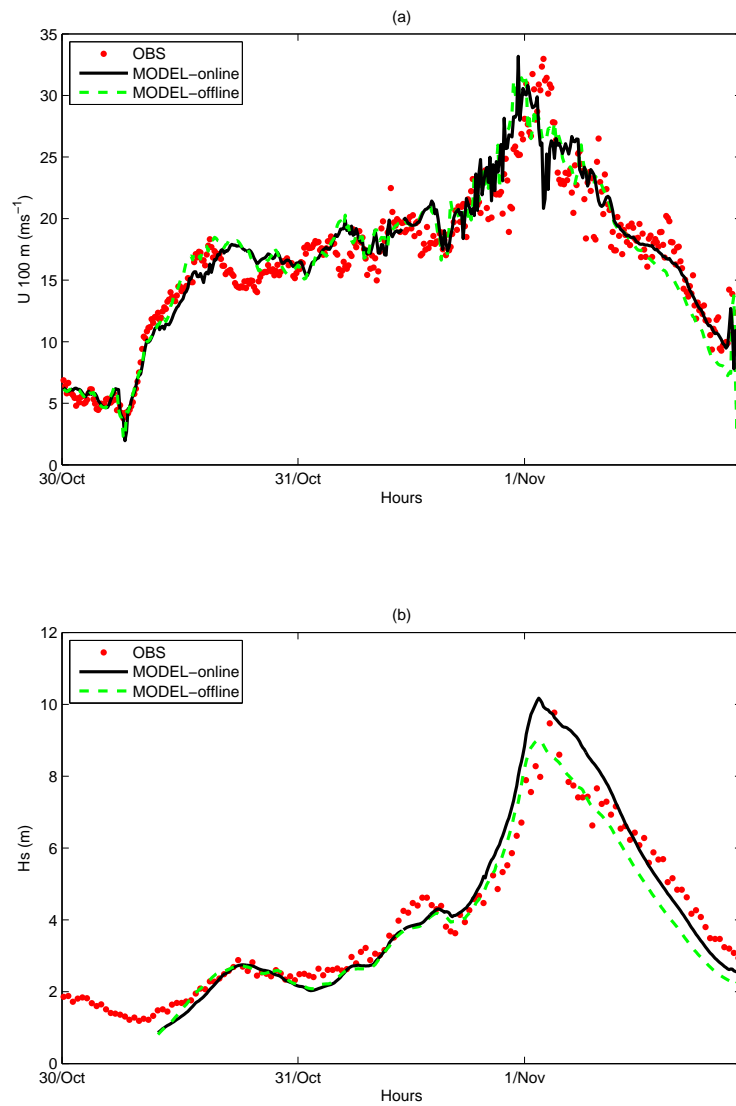 (a)
35
30
25
20
15
10
5
0
U 100 m (ms⁻¹)
OBS
MODEL−online
MODEL−offline
30/Oct 31/Oct 1/Nov
Hours
(b)
12
10
8
6
4
2
0
Hs (m)
OBS
MODEL−online
MODEL−offline
30/Oct 31/Oct 1/Nov
Hours